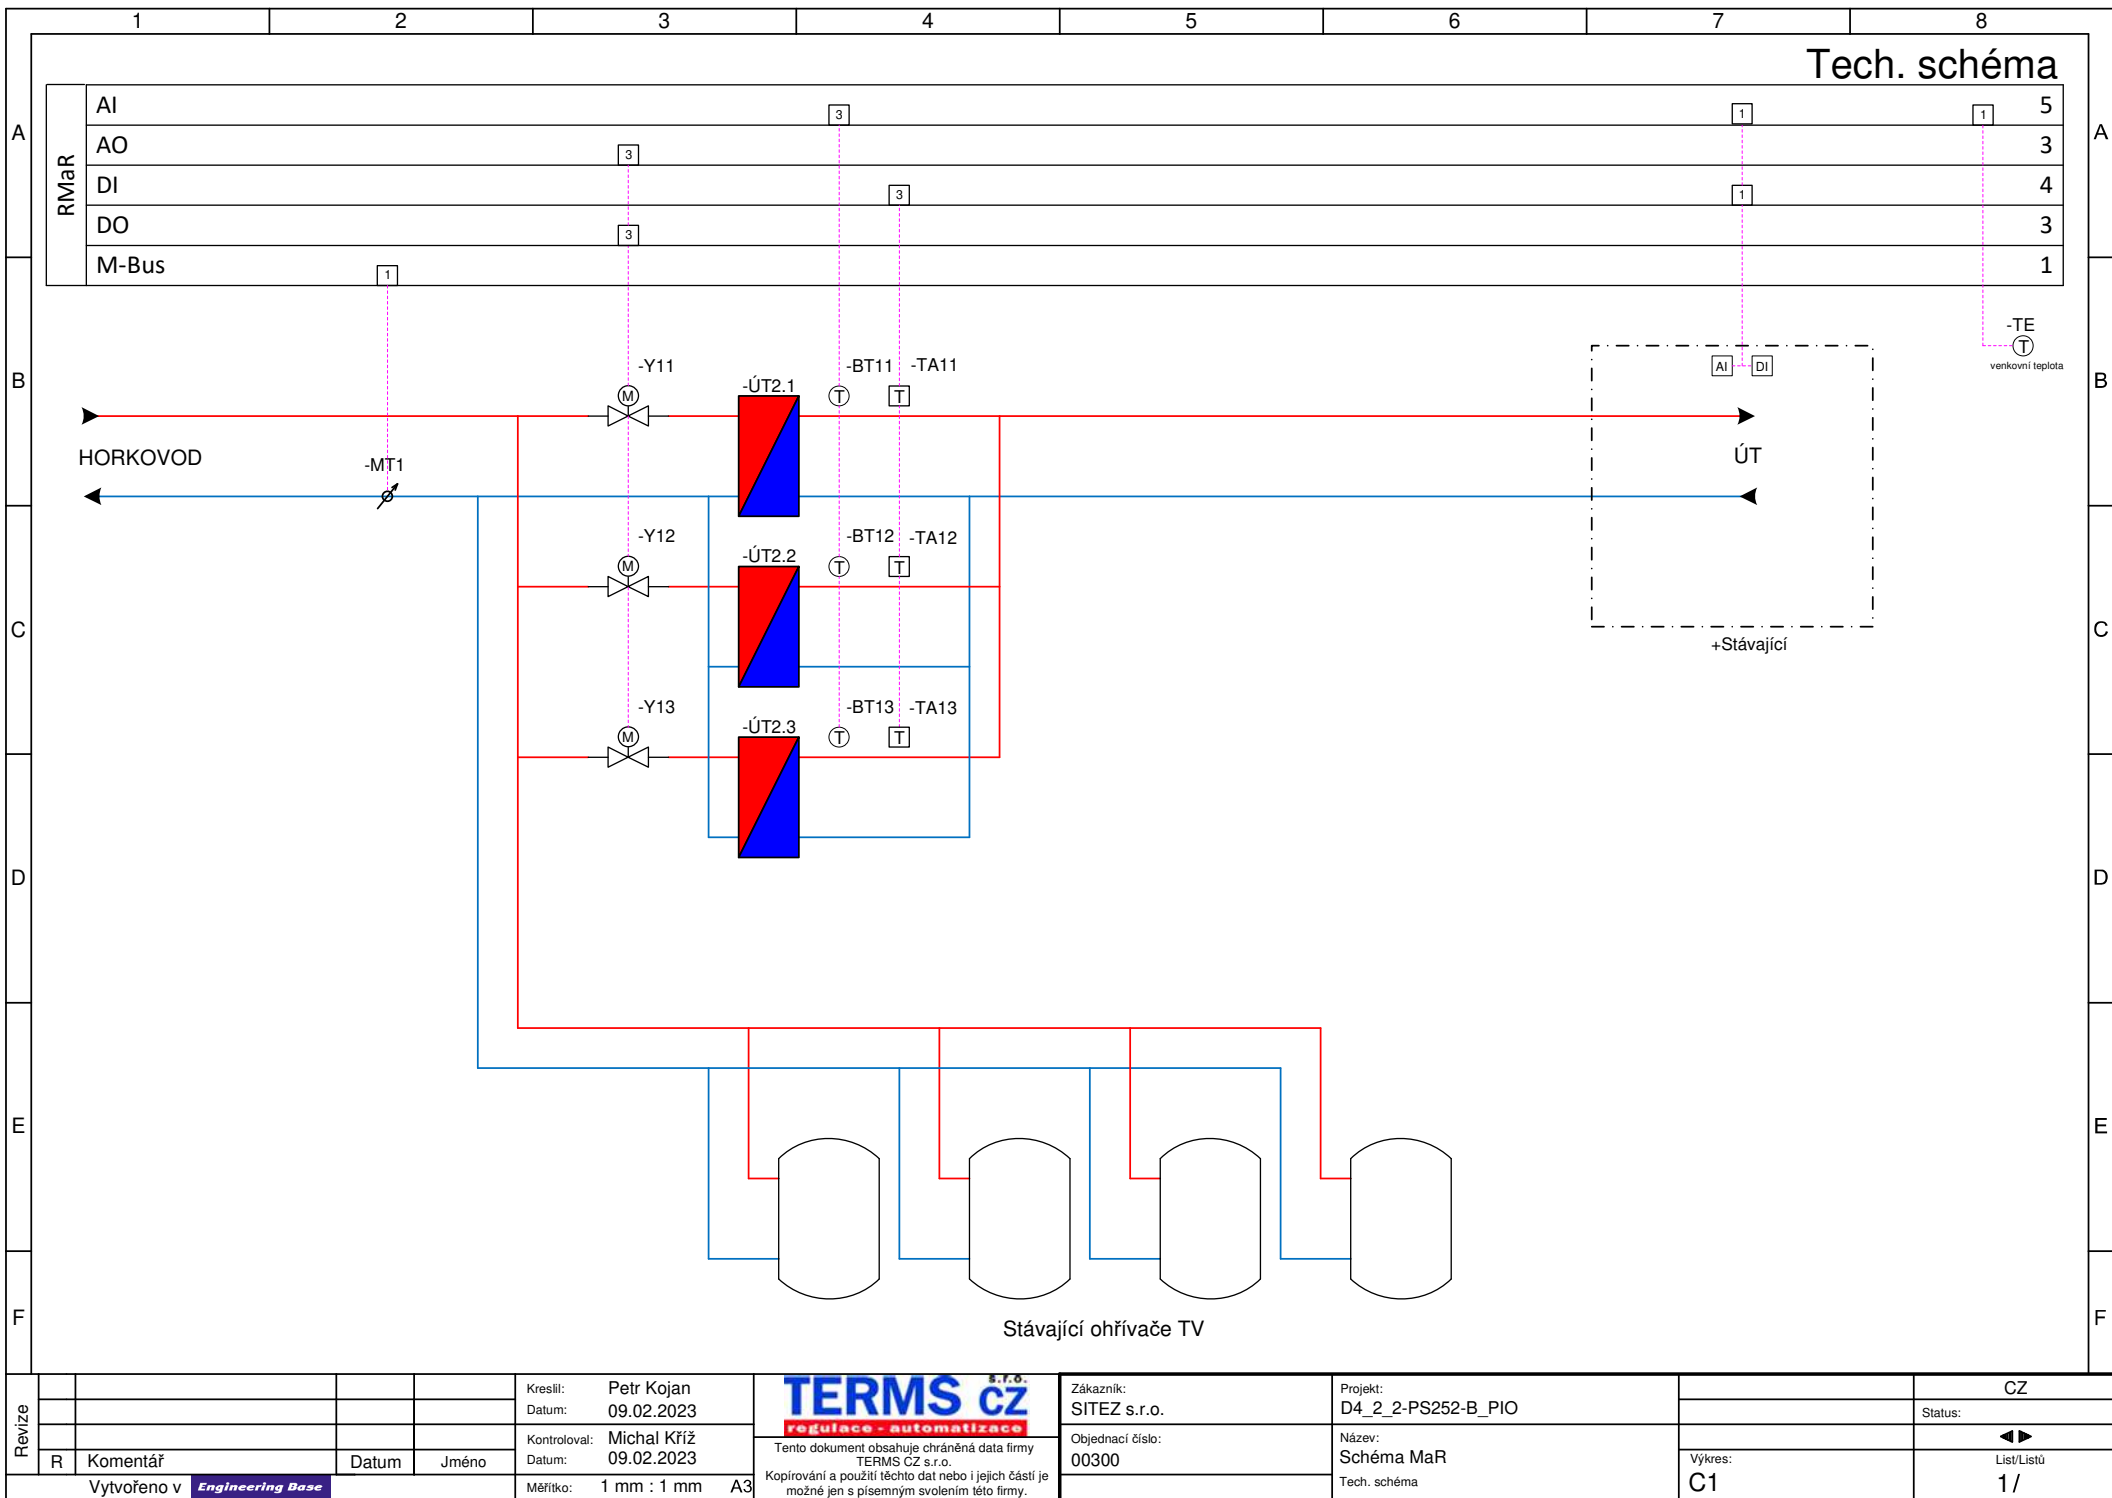 1 2 3 4 5 6 7 8
Tech. schéma
A
A
RMaR
AI 3 1 1 5
AO 3 3
DI 3 1 4
DO 3 3
M-Bus 1 1
B
B
-TE
T
venkovní teplota
-Y11
M
-ÚT2.1
-BT11
T
-TA11
T
AI DI
HORKOVOD
-MT1
ÚT
C
C
-Y12
M
-ÚT2.2
-BT12
T
-TA12
T
+Stávající
-Y13
M
-ÚT2.3
-BT13
T
-TA13
T
D
D
E
E
F
F
Stávající ohřívače TV
Revize
R Komentář Datum Jméno
Vytvořeno v Engineering Base
Kreslil: Petr Kojan
Datum: 09.02.2023
Kontroloval: Michal Kříž
Datum: 09.02.2023
Měřítko: 1 mm : 1 mm A3
TERMS CZ s.r.o.
regulace - automatizace
Tento dokument obsahuje chráněná data firmy
TERMS CZ s.r.o.
Kopírování a použití těchto dat nebo i jejich částí je
možné jen s písemným svolením této firmy.
Zákazník:
SITEZ s.r.o.
Objednací číslo:
00300
Projekt:
D4_2_2-PS252-B_PIO
Název:
Schéma MaR
Tech. schéma
Výkres:
C1
CZ
Status:
List/Listů
1/